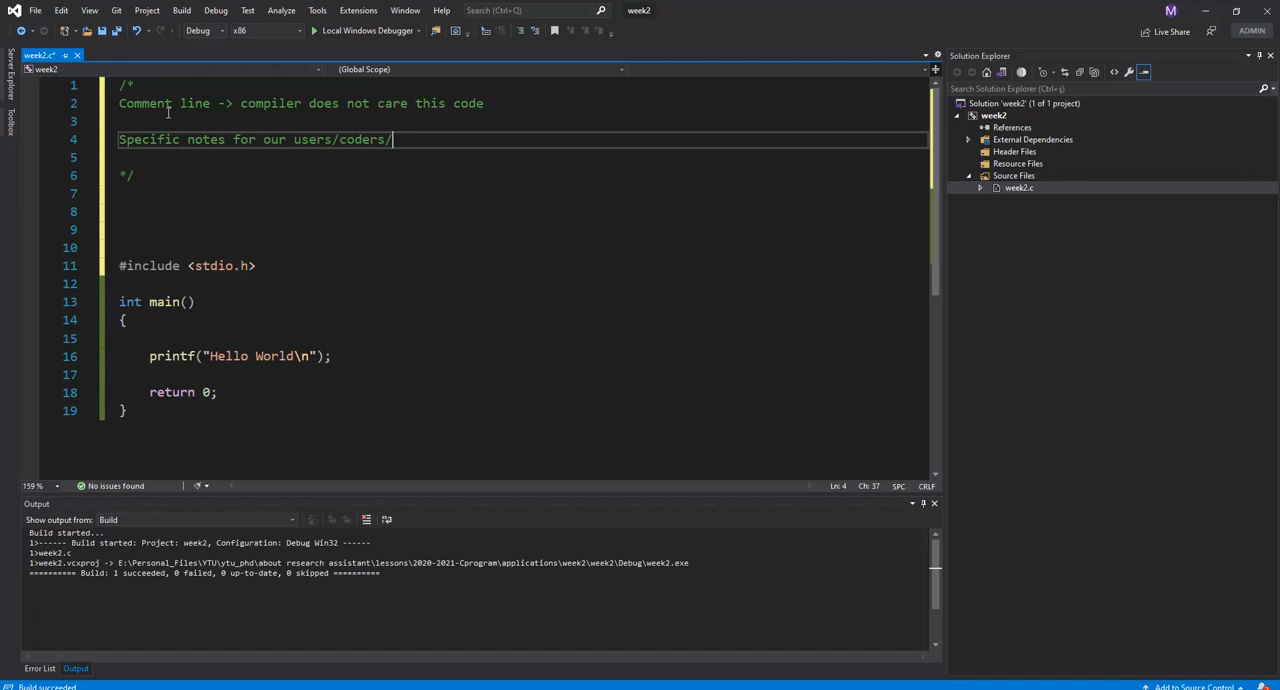 File Edit View Git Project Build Debug Test Analyze Tools Extensions Window Help Search (Ctrl+Q) week2 M
Debug x86 Local Windows Debugger Live Share ADMIN
Server Explorer
Toolbox
week2.c*
week2 (Global Scope)
1 /*
2 Comment line -> compiler does not care this code
3
4 Specific notes for our users/coders/
5
6 */
7
8
9
10
11 #include <stdio.h>
12
13 int main()
14 {
15
16 printf("Hello World\n");
17
18 return 0;
19 }
159 % No issues found Ln: 4 Ch: 37 SPC CRLF
Output
Show output from: Build
Build started...
1>------ Build started: Project: week2, Configuration: Debug Win32 ------
1>week2.c
1>week2.vcxproj -> E:\Personal_Files\YTU\ytu_phd\about research assistant\lessons\2020-2021-Cprogram\applications\week2\week2\Debug\week2.exe
========== Build: 1 succeeded, 0 failed, 0 up-to-date, 0 skipped ==========
Error List Output
Build succeeded Add to Source Control
Solution Explorer
Search Solution Explorer (Ctrl+ş)
Solution 'week2' (1 of 1 project)
week2
References
External Dependencies
Header Files
Resource Files
Source Files
week2.c